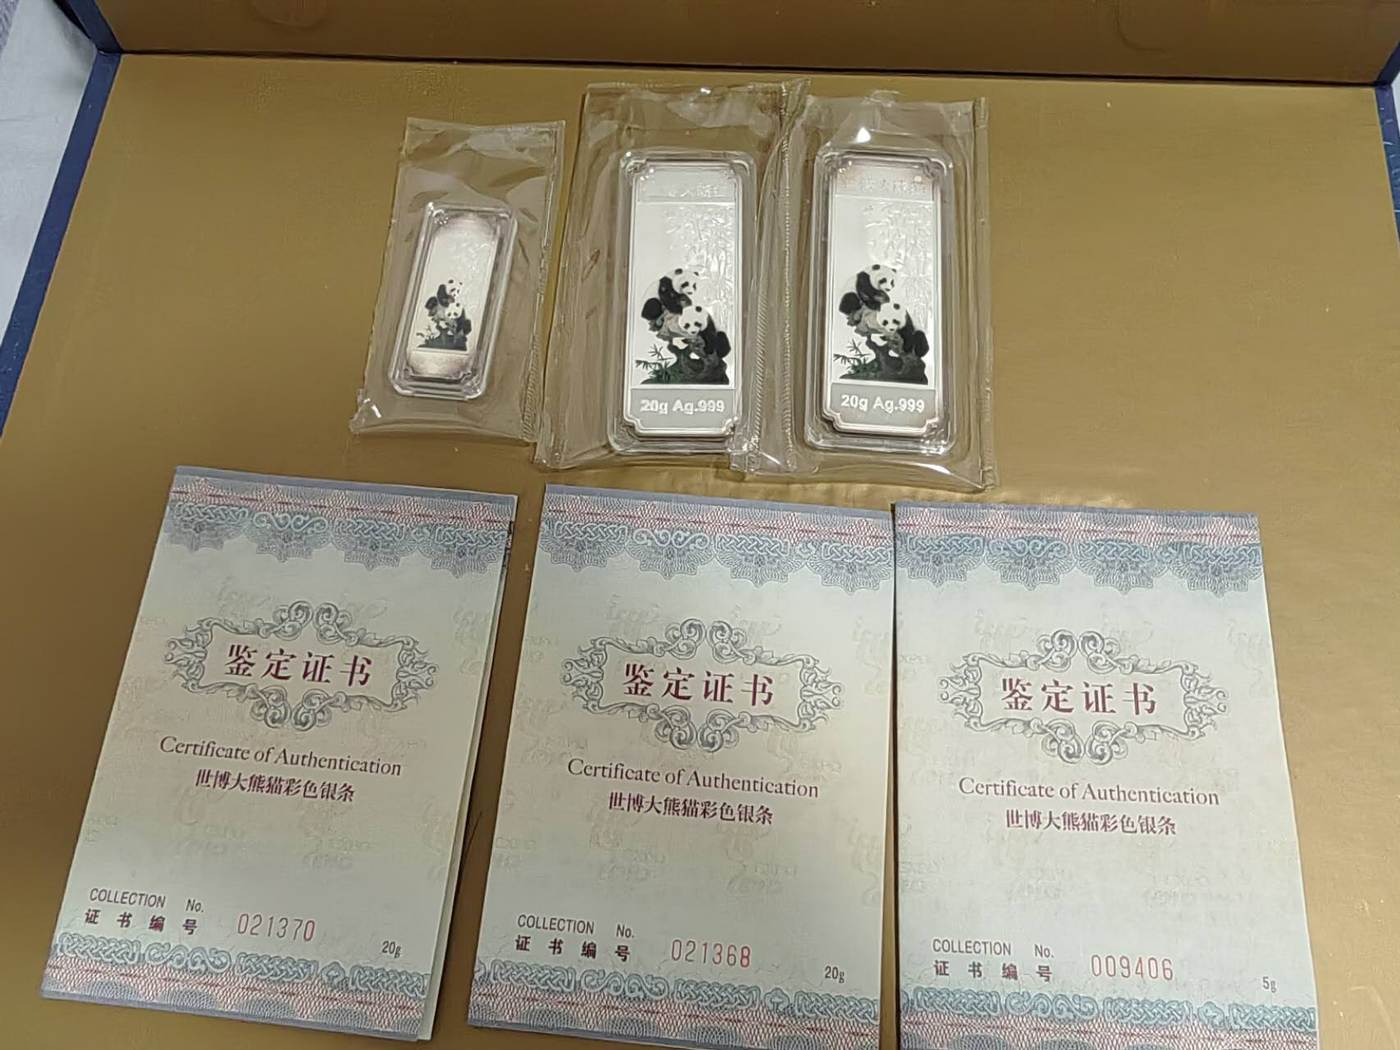 20g Ag.999
20g Ag.999
鉴定证书
Certificate of Authentication
世博大熊猫彩色银条
COLLECTION No.
证书编号 021370
20g
鉴定证书
Certificate of Authentication
世博大熊猫彩色银条
COLLECTION No.
证书编号 021368
20g
鉴定证书
Certificate of Authentication
世博大熊猫彩色银条
COLLECTION No.
证书编号 009406
5g